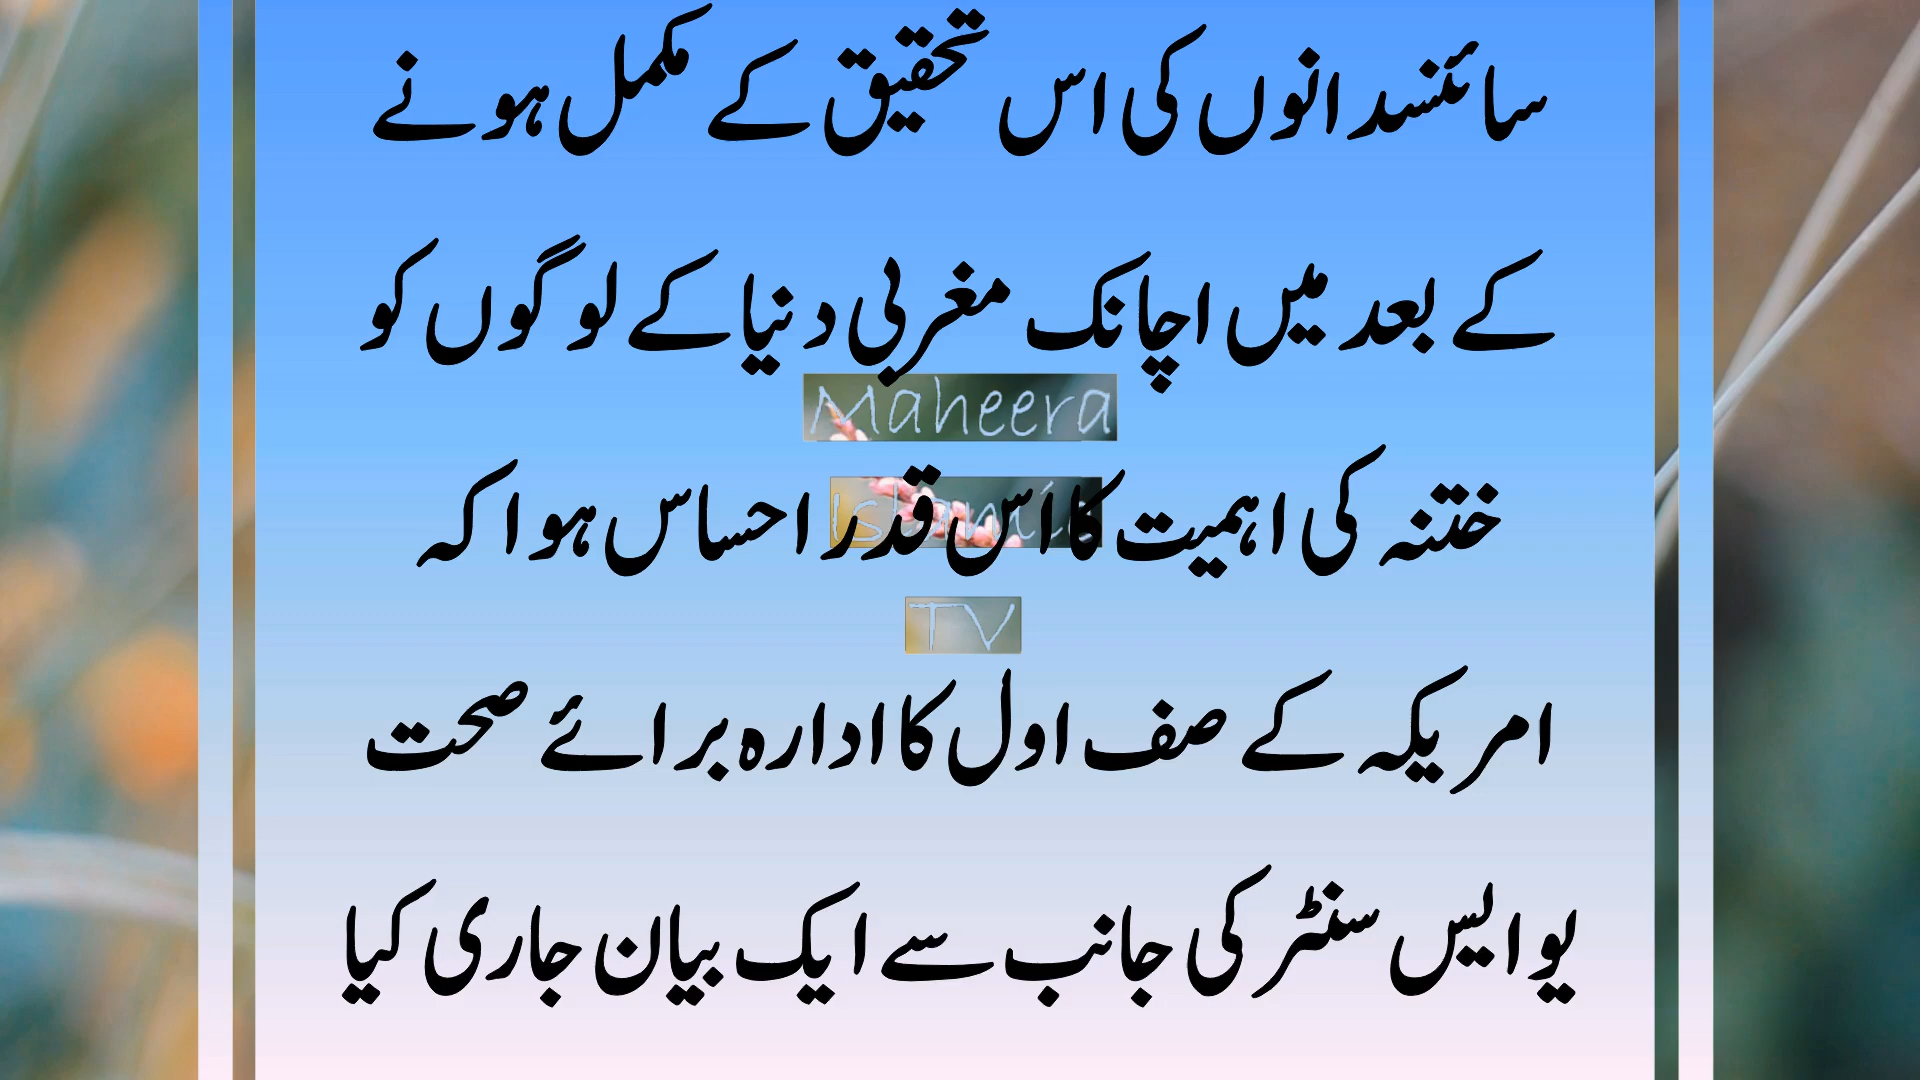 سائنسدانوں کی اس تحقیق کے مکمل ہونے
کے بعد میں اچانک مغربی دنیا کے لوگوں کو
Maheera
ختنہ کی اہمیت کا اس قدر احساس ہوا کہ
Islamic
TV
امریکہ کے صف اول کا ادارہ برائے صحت
یو ایس سنٹر کی جانب سے ایک بیان جاری کیا